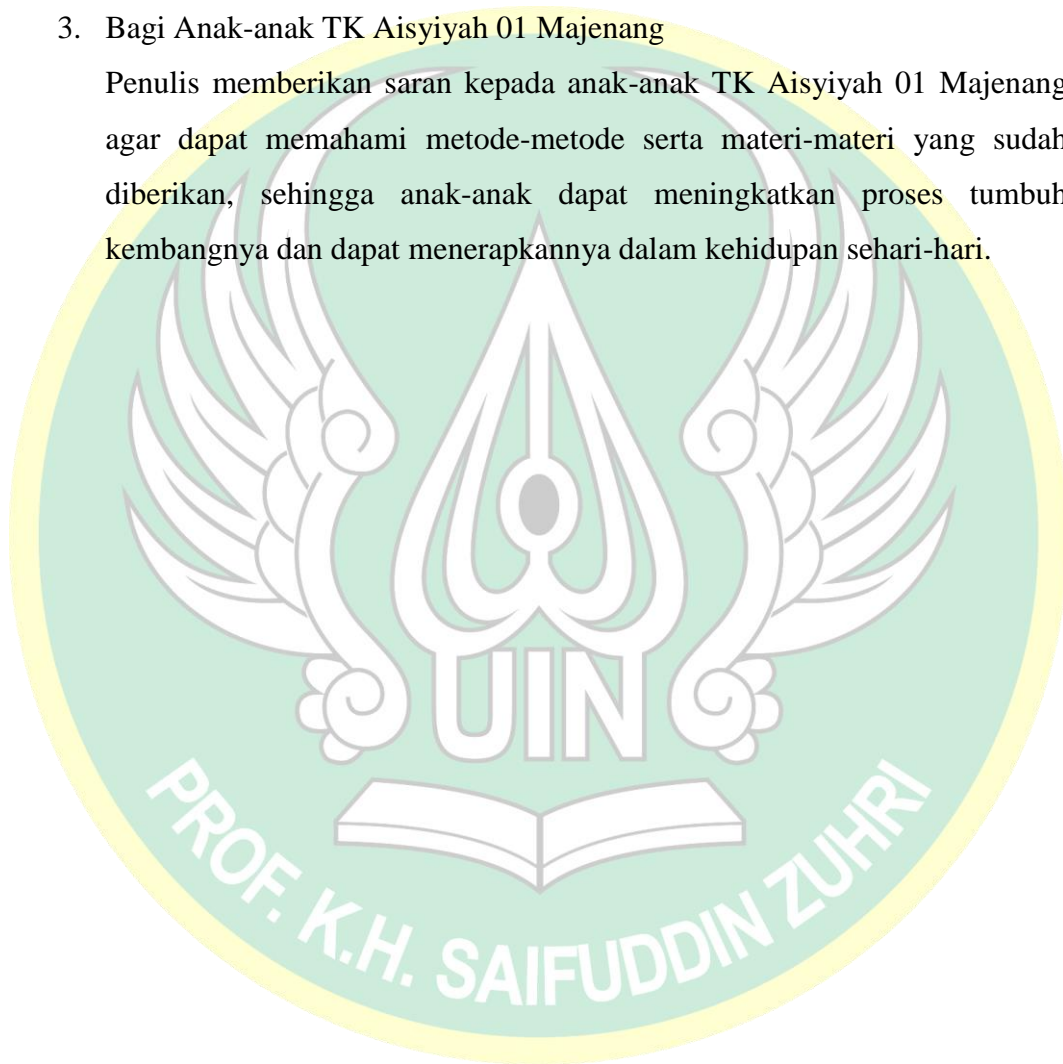 3. Bagi Anak-anak TK Aisyiyah 01 Majenang
Penulis memberikan saran kepada anak-anak TK Aisyiyah 01 Majenang
agar dapat memahami metode-metode serta materi-materi yang sudah
diberikan, sehingga anak-anak dapat meningkatkan proses tumbuh
kembangnya dan dapat menerapkannya dalam kehidupan sehari-hari.
UIN
PROF. K.H. SAIFUDDIN ZUHRI